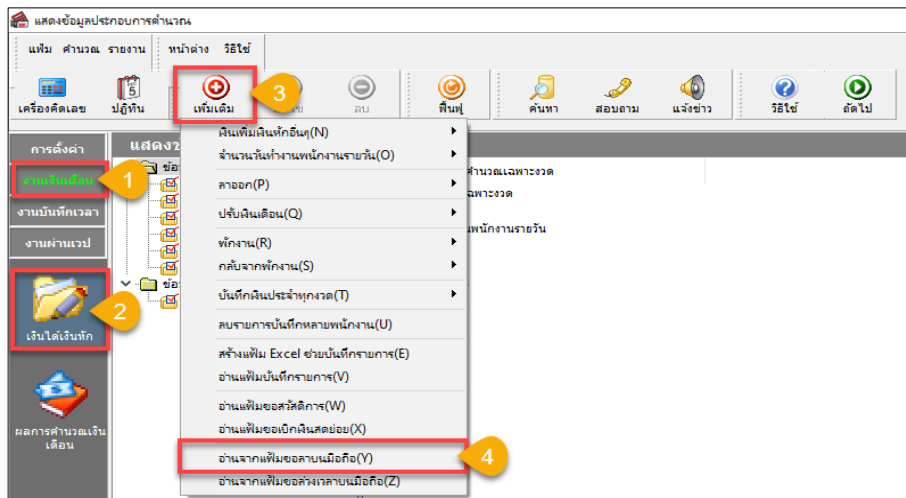 แสดงข้อมูลประกอบการคำนวณ
แฟ้ม คำนวณ รายงาน หน้าต่าง วิธีใช้
3
เครื่องคิดเลข ปฏิทิน เพิ่มเติม ลบ ฟื้นฟู ค้นหา สอบถาม แจ้งข่าว วิธีใช้ ถัดไป
การตั้งค่า
งานเงินเดือน
1
งานบันทึกเวลา
งานผ่านเวป
2
เงินได้เงินหัก
ผลการคำนวณเงิน
เดือน
เงินเพิ่มเงินหักอื่นๆ(N)
จำนวนวันทำงานพนักงานรายวัน(O)
ลาออก(P)
ปรับเงินเดือน(Q)
พักงาน(R)
กลับจากพักงาน(S)
บันทึกเงินประจำทุกงวด(T)
ลบรายการบันทึกหลายพนักงาน(U)
สร้างแฟ้ม Excel ช่วยบันทึกรายการ(E)
อ่านแฟ้มบันทึกรายการ(V)
อ่านแฟ้มขอสวัสดิการ(W)
อ่านแฟ้มขอเบิกเงินสดย่อย(X)
อ่านจากแฟ้มขอลาบนมือถือ(Y)
4
อ่านจากแฟ้มขอล่วงเวลาบนมือถือ(Z)
คำนวณเฉพาะงวด
ฉพาะงวด
พนักงานรายวัน